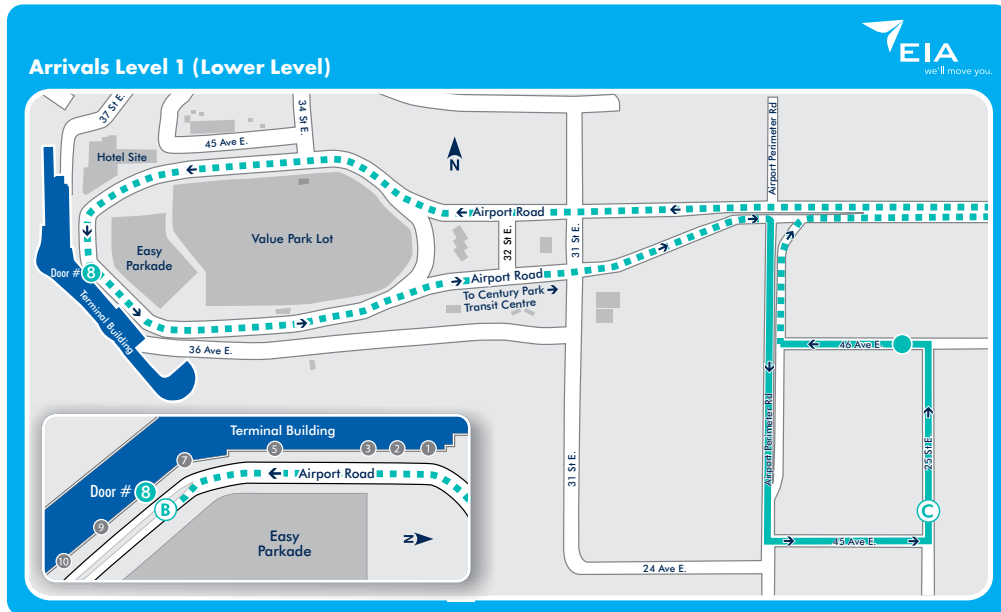 EIA
we'll move you.
Arrivals Level 1 (Lower Level)
37 St E.
34 St E.
45 Ave E.
Hotel Site
N
Airport Perimeter Rd
Airport Road
32 St E.
31 St E.
Value Park Lot
Easy
Parkade
Door # 8
Airport Road
To Century Park
Transit Centre
Terminal Building
36 Ave E.
46 Ave E.
Airport Perimeter Rd
25 St E.
31 St E.
C
45 Ave E.
24 Ave E.
Terminal Building
5
3
2
1
7
Airport Road
Door # 8
B
9
10
Easy
Parkade
N